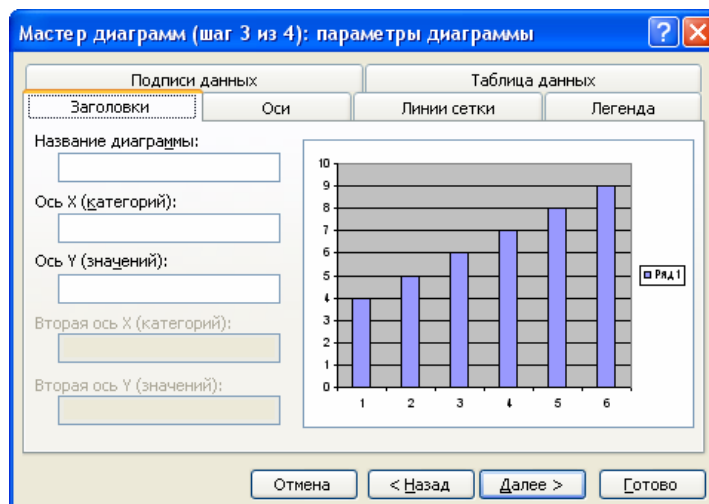 Мастер диаграмм (шаг 3 из 4): параметры диаграммы
Подписи данных
Таблица данных
Заголовки
Оси
Линии сетки
Легенда
Название диаграммы:
Ось X (категорий):
Ось Y (значений):
Вторая ось X (категорий):
Вторая ось Y (значений):
10
9
8
7
6
5
4
3
2
1
0
1 2 3 4 5 6
Ряд1
Отмена
< Назад
Далее >
Готово